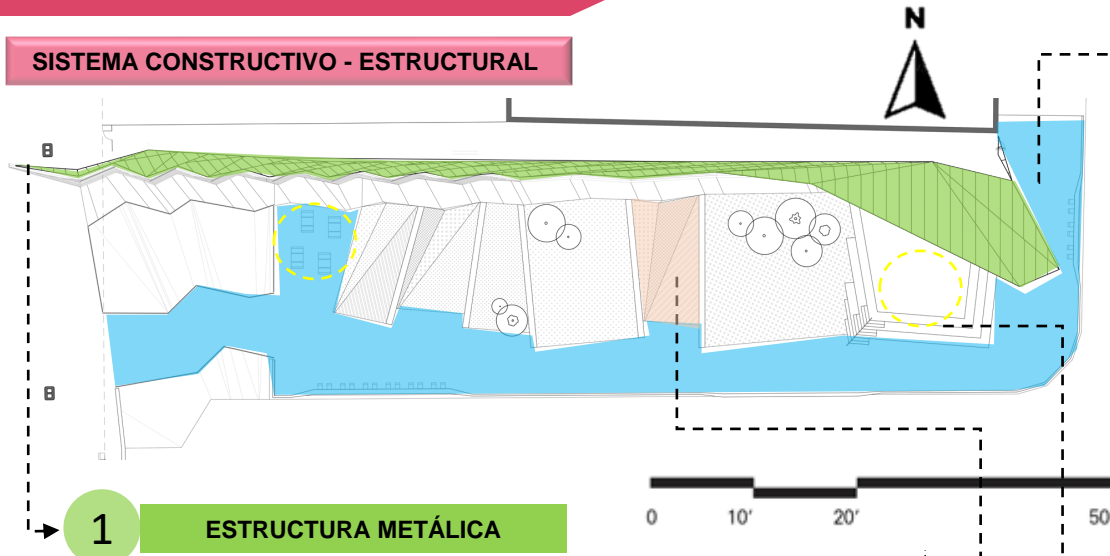 SISTEMA CONSTRUCTIVO - ESTRUCTURAL
N
1
ESTRUCTURA METÁLICA
0 10' 20' 50